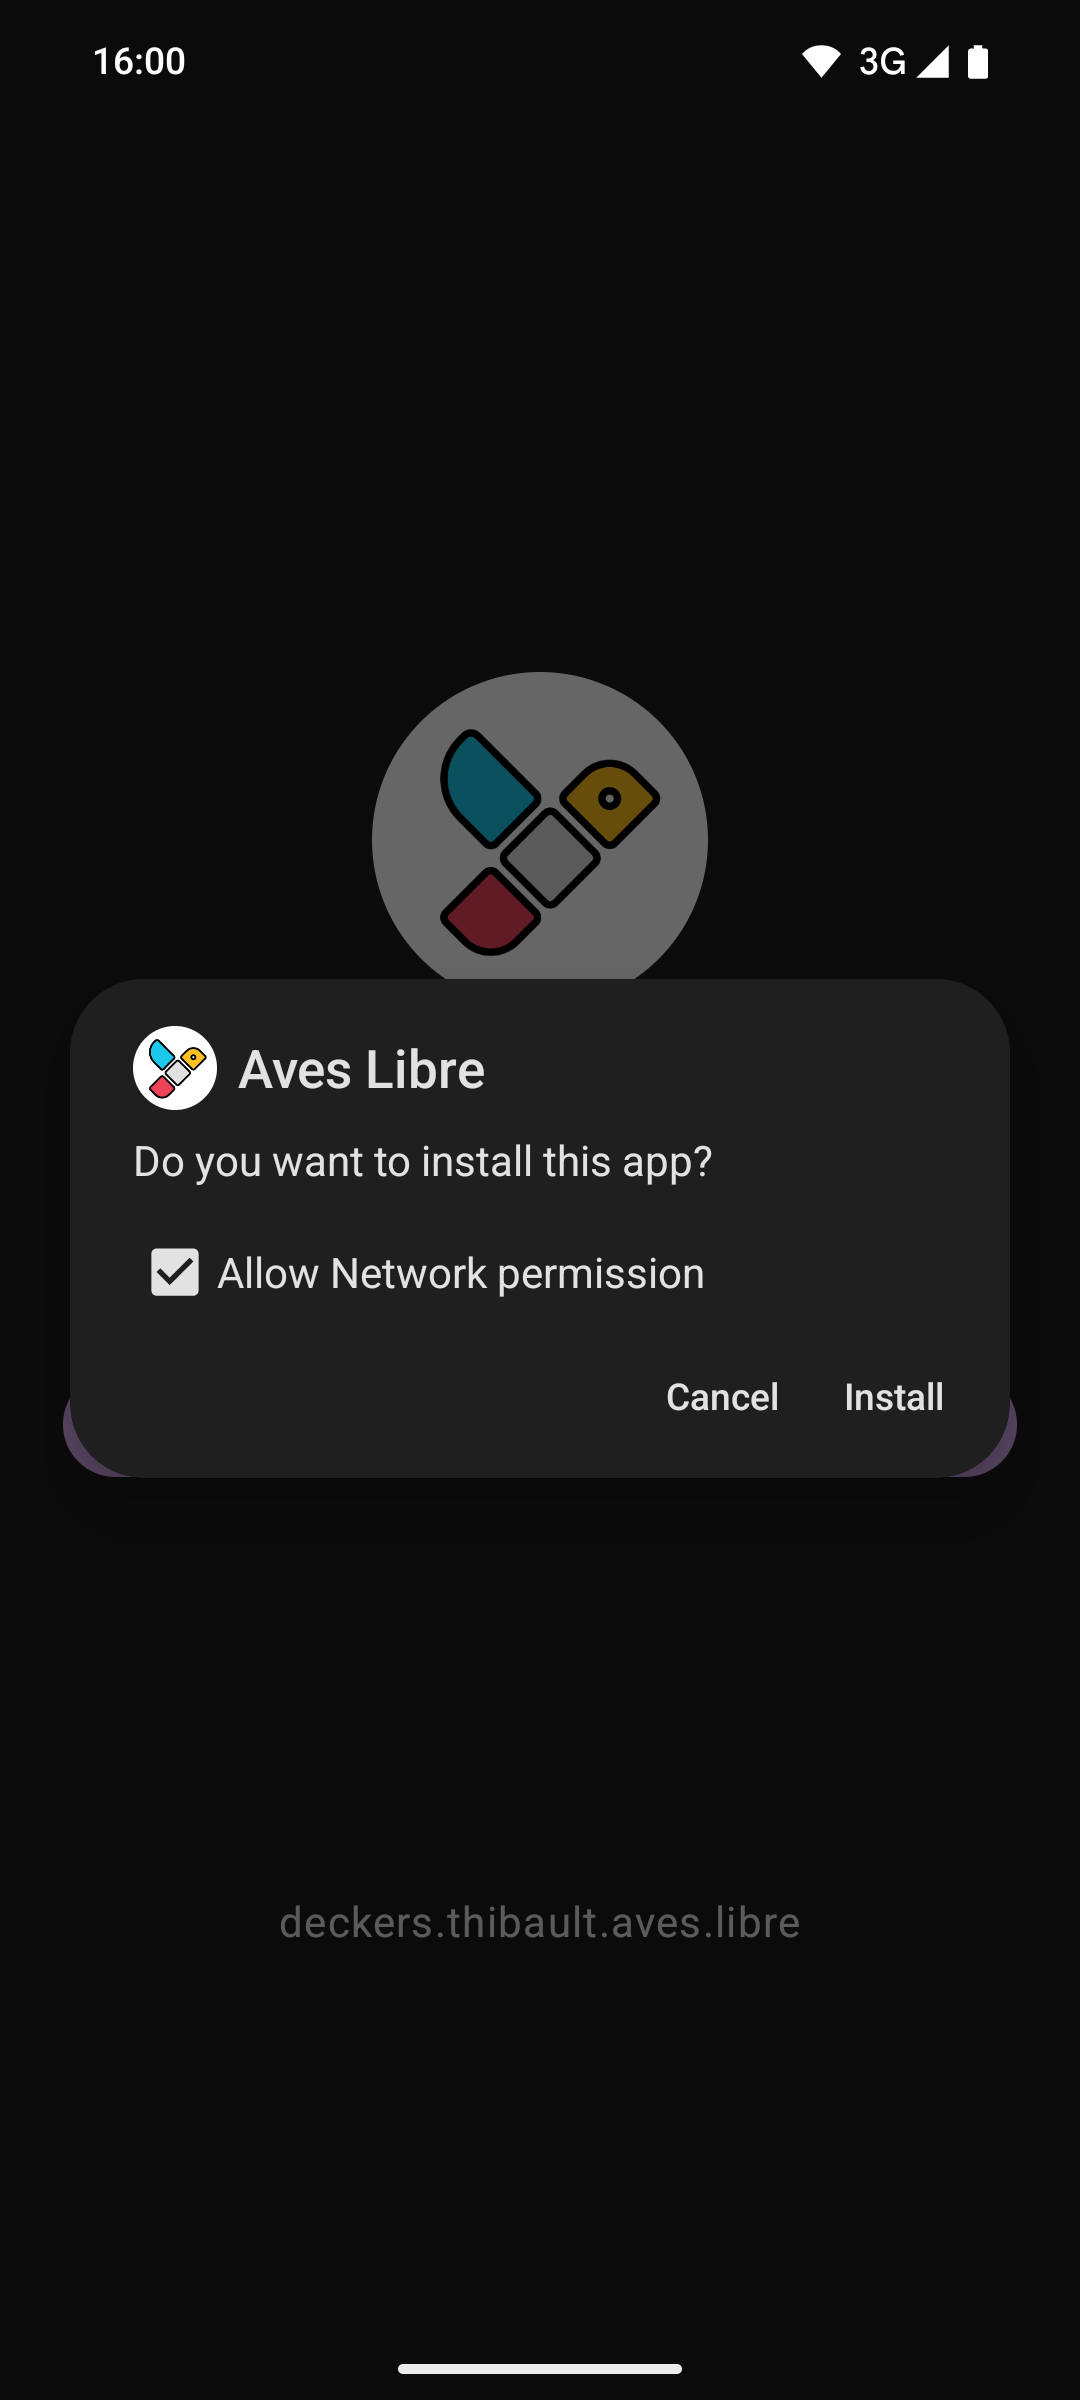 16:00
3G
Aves Libre
Do you want to install this app?
Allow Network permission
Cancel
Install
deckers.thibault.aves.libre